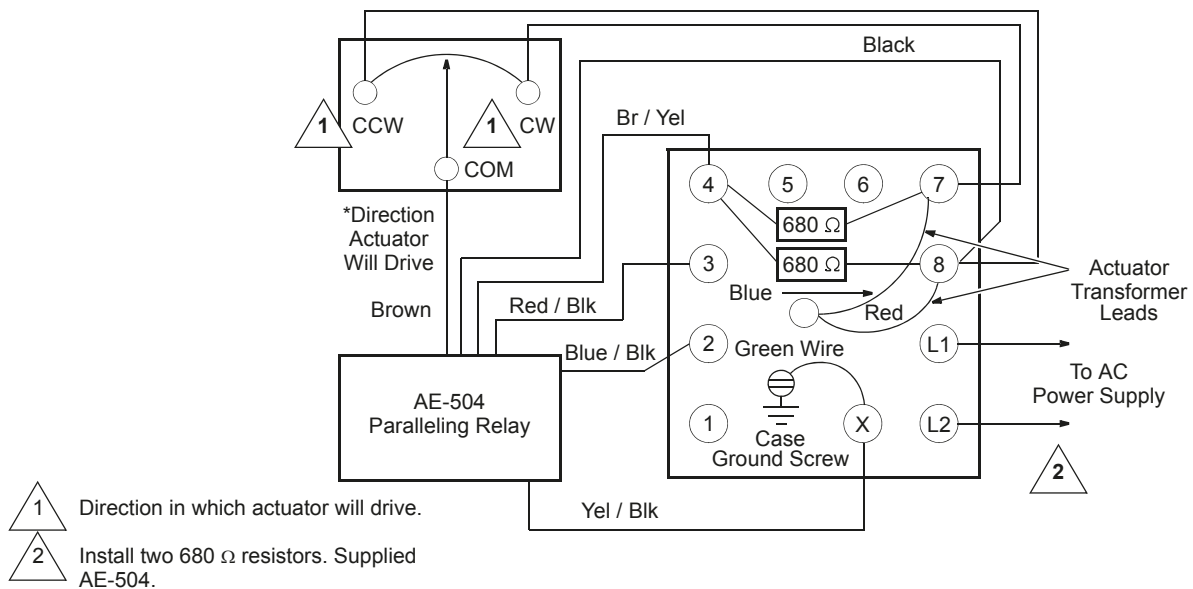 Black
1
CCW
1
CW
COM
Br / Yel
4
5
6
7
680 Ω
*Direction
Actuator
Will Drive
3
680 Ω
8
Actuator
Transformer
Leads
Blue
Red
Brown
Red / Blk
Blue / Blk
2
Green Wire
L1
To AC
Power Supply
AE-504
Paralleling Relay
1
X
L2
Case
Ground Screw
2
1
Direction in which actuator will drive.
Yel / Blk
2
Install two 680 Ω resistors. Supplied
AE-504.